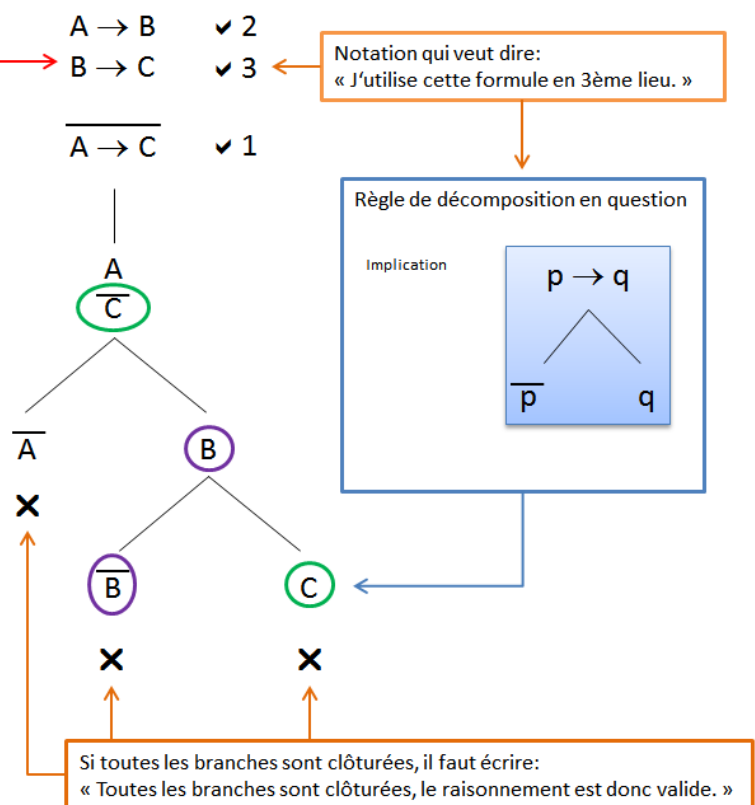 A → B ✔ 2
B → C ✔ 3
Notation qui veut dire:
« J'utilise cette formule en 3ème lieu. »
A̅ ̅→̅ ̅C̅ ✔ 1
Règle de décomposition en question
Implication
p → q
p̅
q
A
C̅
A̅
B
×
B̅
C
×
×
Si toutes les branches sont clôturées, il faut écrire:
« Toutes les branches sont clôturées, le raisonnement est donc valide. »